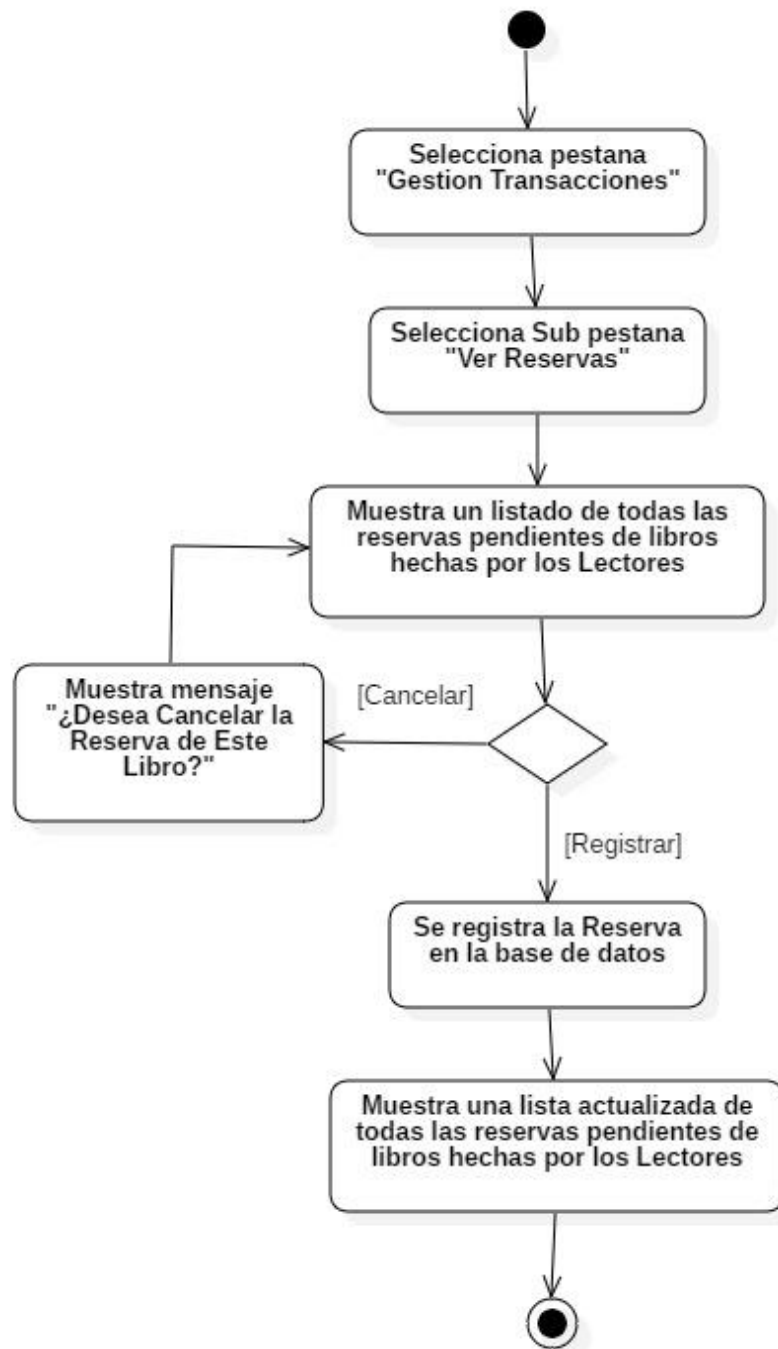 Selecciona pestana
"Gestion Transacciones"
Selecciona Sub pestana
"Ver Reservas"
Muestra un listado de todas las
reservas pendientes de libros
hechas por los Lectores
Muestra mensaje
"¿Desea Cancelar la
Reserva de Este
Libro?"
[Cancelar]
[Registrar]
Se registra la Reserva
en la base de datos
Muestra una lista actualizada de
todas las reservas pendientes de
libros hechas por los Lectores